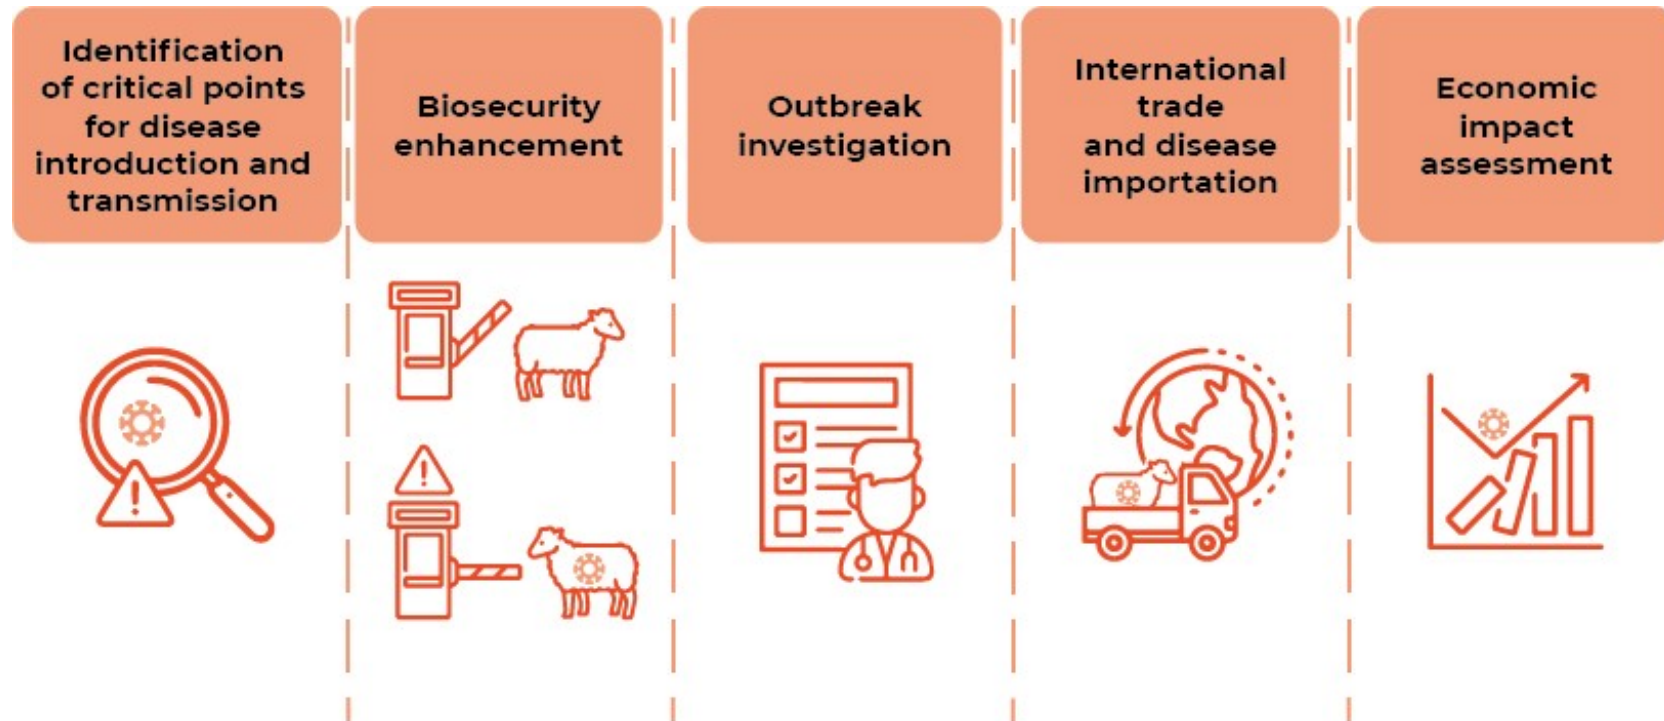 Identification
of critical points
for disease
introduction and
transmission
Biosecurity
enhancement
Outbreak
investigation
International
trade
and disease
importation
Economic
impact
assessment